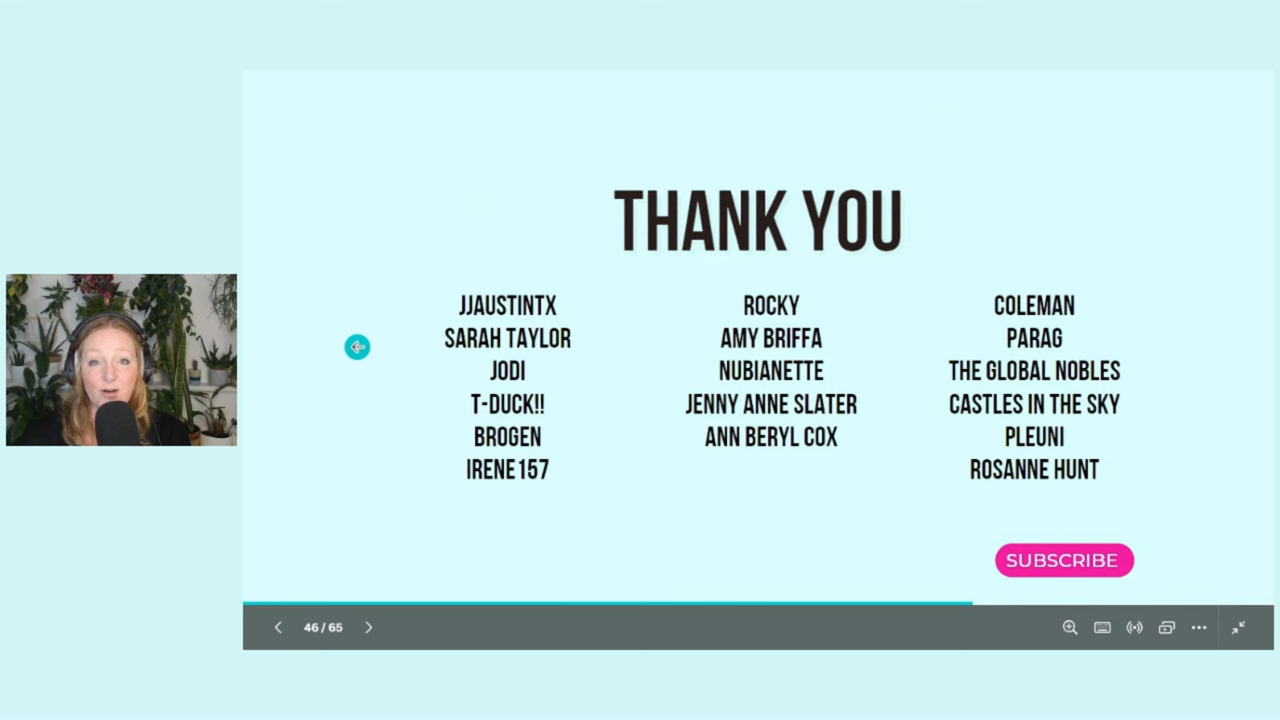 THANK YOU
JJAUSTINTX
SARAH TAYLOR
JODI
T-DUCK!!
BROGEN
IRENE157
ROCKY
AMY BRIFFA
NUBIANETTE
JENNY ANNE SLATER
ANN BERYL COX
COLEMAN
PARAG
THE GLOBAL NOBLES
CASTLES IN THE SKY
PLEUNI
ROSANNE HUNT
SUBSCRIBE
46 / 65